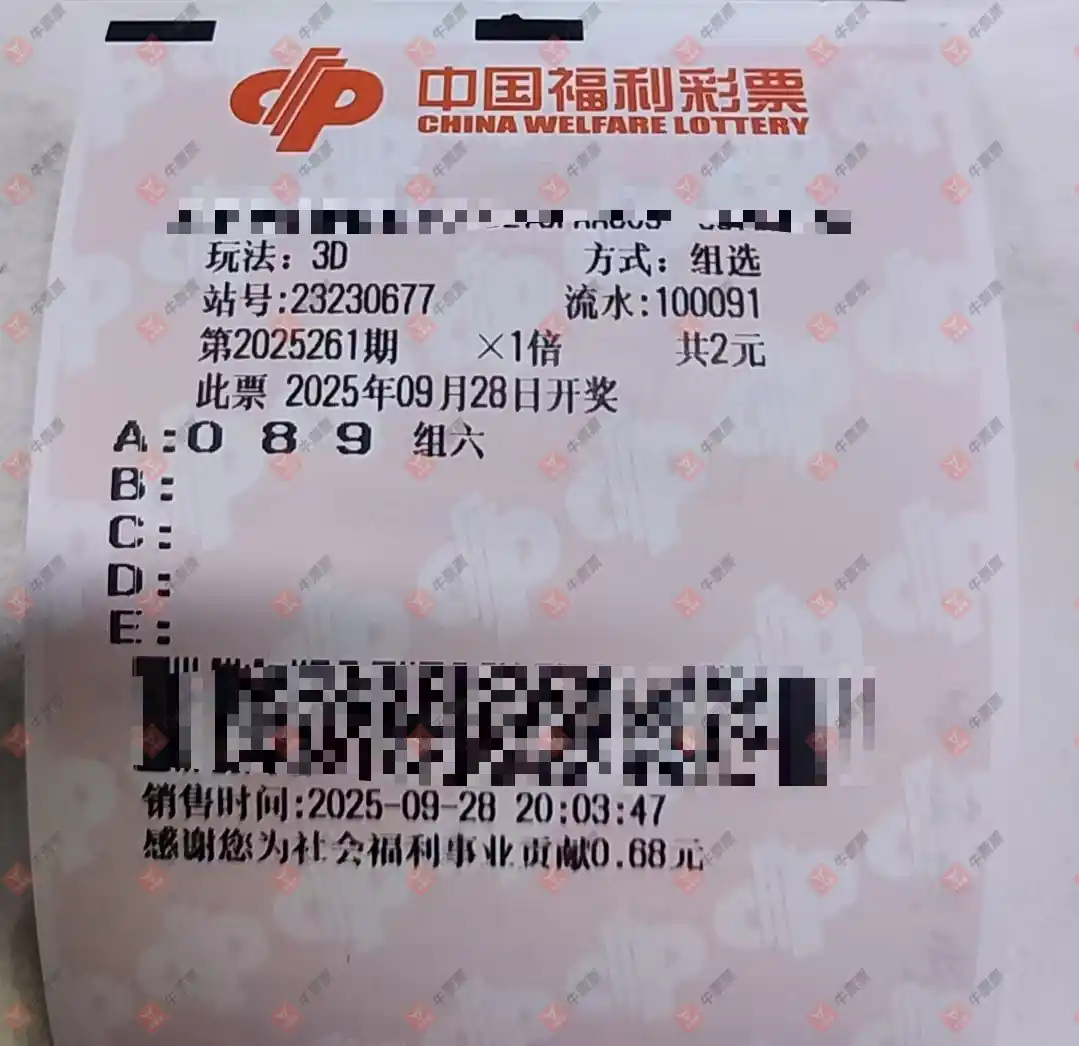 中国福利彩票
CHINA WELFARE LOTTERY
玩法：3D 方式：组选
站号:23230677 流水:100091
第2025261期 ×1倍 共2元
此票 2025年09月28日开奖
A:0 8 9 组六
B:
C:
D:
E:
销售时间:2025-09-28 20:03:47
感谢您为社会福利事业贡献0.68元